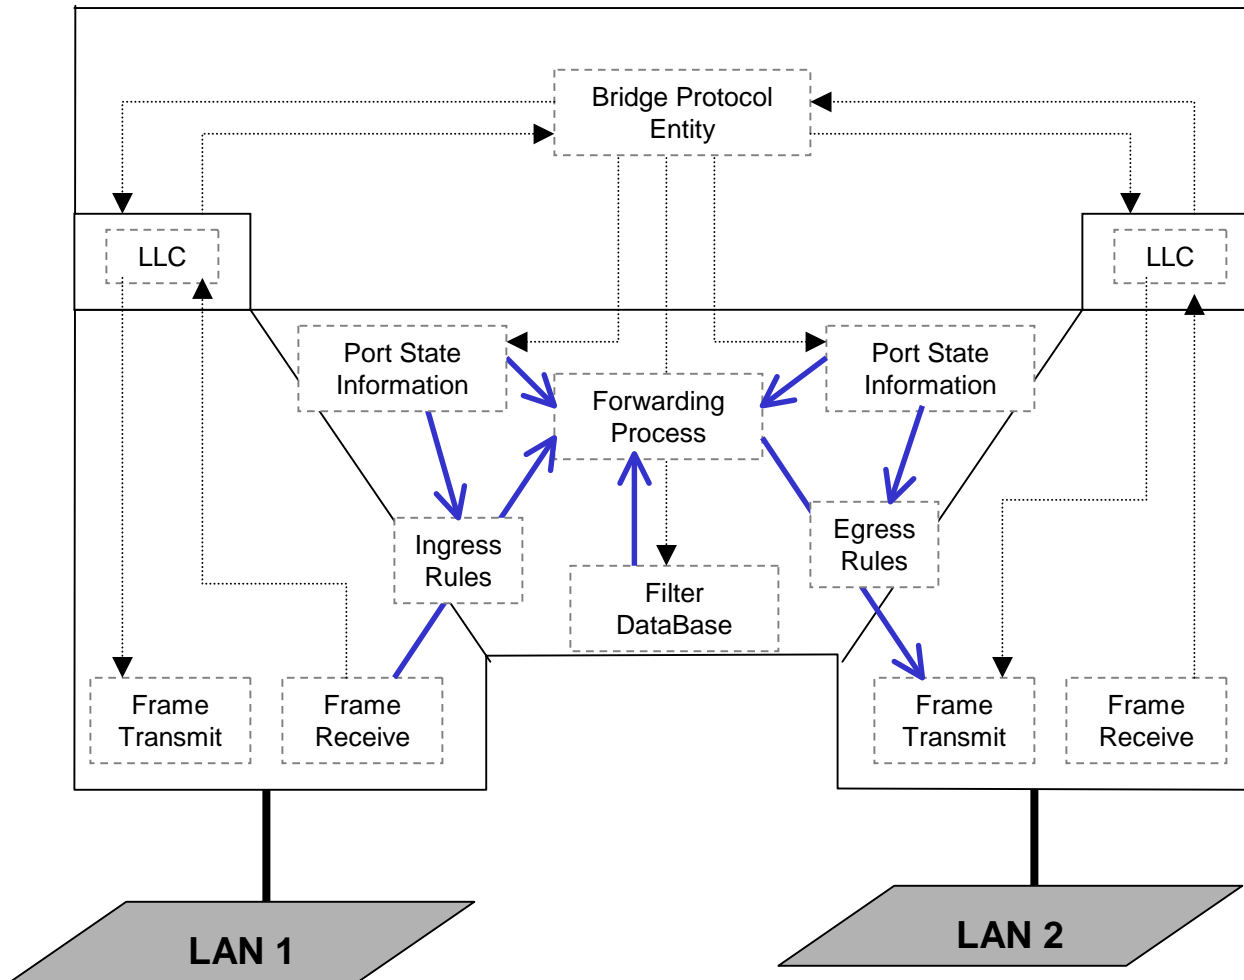 Bridge Protocol
Entity
LLC
LLC
Port State
Information
Port State
Information
Forwarding
Process
Ingress
Rules
Egress
Rules
Filter
DataBase
Frame
Transmit
Frame
Receive
Frame
Transmit
Frame
Receive
LAN 1
LAN 2